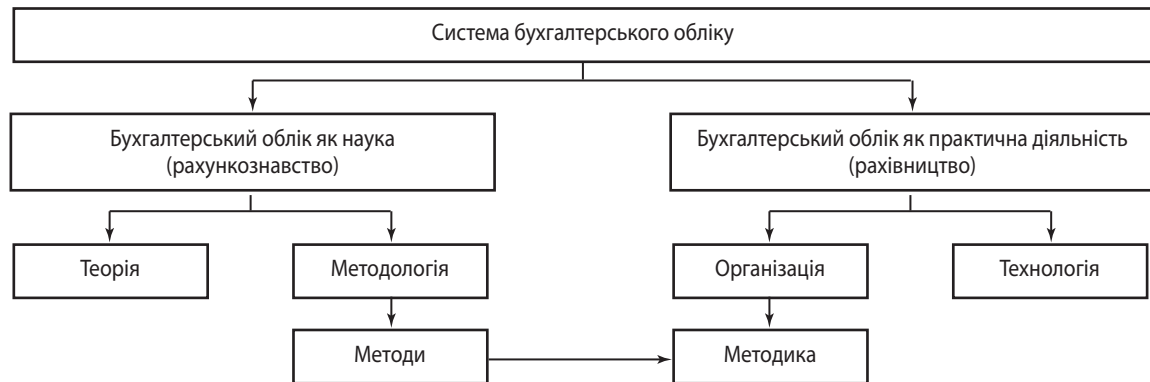 Система бухгалтерського обліку
Бухгалтерський облік як наука
(рахункознавство)
Бухгалтерський облік як практична діяльність
(рахівництво)
Теорія
Методологія
Організація
Технологія
Методи
Методика